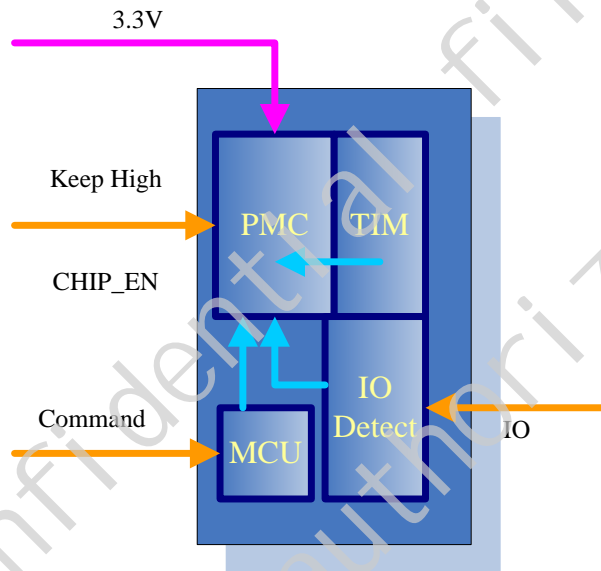 3.3V
Keep High
PMC
TIM
CHIP_EN
IO
Detect
Command
IO
MCU